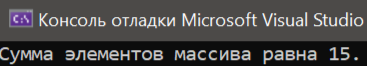 C:\ Консоль отладки Microsoft Visual Studio
Сумма элементов массива равна 15.